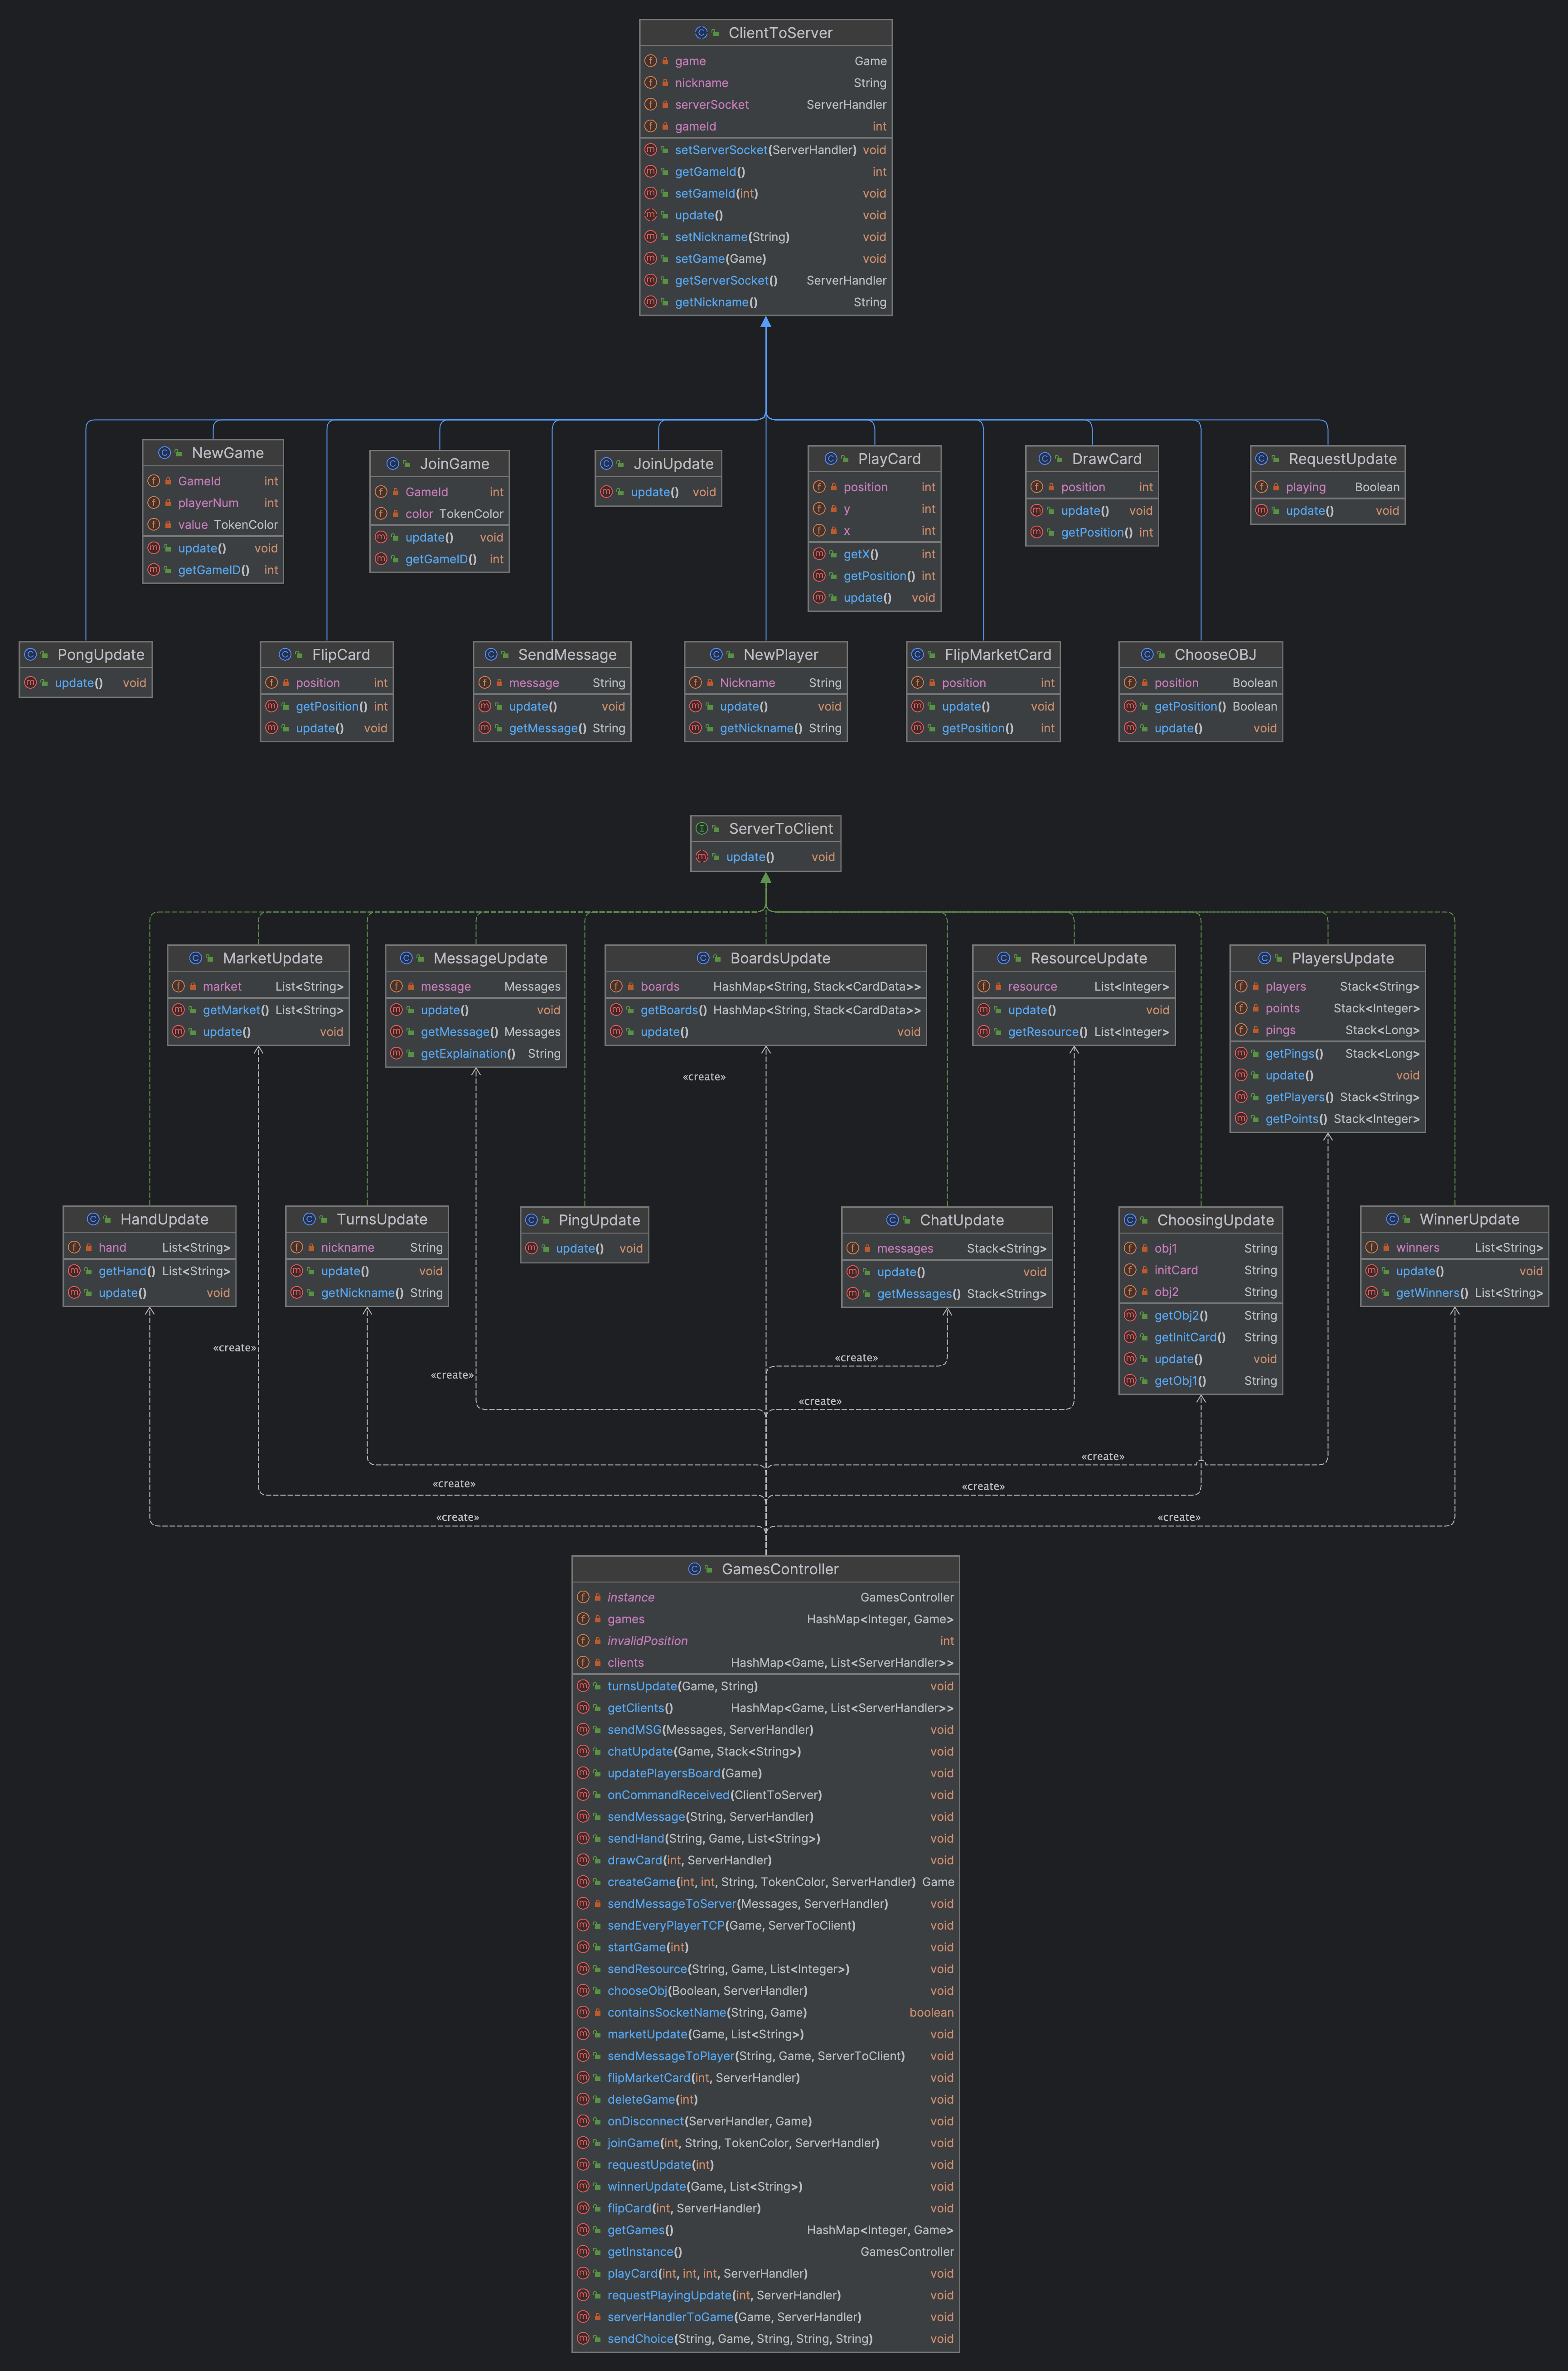 ClientToServer
game Game
nickname String
serverSocket ServerHandler
gameId int
setServerSocket(ServerHandler) void
getGameId() int
setGameId(int) void
update() void
setNickname(String) void
setGame(Game) void
getServerSocket() ServerHandler
getNickname() String
NewGame
GameId int
playerNum int
value TokenColor
update() void
getGameID() int
JoinGame
GameId int
color TokenColor
update() void
getGameID() int
JoinUpdate
update() void
PlayCard
position int
y int
x int
getX() int
getPosition() int
update() void
DrawCard
position int
update() void
getPosition() int
RequestUpdate
playing Boolean
update() void
PongUpdate
update() void
FlipCard
position int
getPosition() int
update() void
SendMessage
message String
update() void
getMessage() String
NewPlayer
Nickname String
update() void
getNickname() String
FlipMarketCard
position int
update() void
getPosition() int
ChooseOBJ
position Boolean
getPosition() Boolean
update() void
ServerToClient
update() void
MarketUpdate
market List<String>
getMarket() List<String>
update() void
MessageUpdate
message Messages
update() void
getMessage() Messages
getExplaination() String
BoardsUpdate
boards HashMap<String, Stack<CardData>>
getBoards() HashMap<String, Stack<CardData>>
update() void
ResourceUpdate
resource List<Integer>
update() void
getResource() List<Integer>
PlayersUpdate
players Stack<String>
points Stack<Integer>
pings Stack<Long>
getPings() Stack<Long>
update() void
getPlayers() Stack<String>
getPoints() Stack<Integer>
«create»
HandUpdate
hand List<String>
getHand() List<String>
update() void
TurnsUpdate
nickname String
update() void
getNickname() String
PingUpdate
update() void
ChatUpdate
messages Stack<String>
update() void
getMessages() Stack<String>
ChoosingUpdate
obj1 String
initCard String
obj2 String
getObj2() String
getInitCard() String
update() void
getObj1() String
WinnerUpdate
winners List<String>
update() void
getWinners() List<String>
«create»
«create»
«create»
«create»
«create»
«create»
«create»
«create»
«create»
GamesController
instance GamesController
games HashMap<Integer, Game>
invalidPosition int
clients HashMap<Game, List<ServerHandler>>
turnsUpdate(Game, String) void
getClients() HashMap<Game, List<ServerHandler>>
sendMSG(Messages, ServerHandler) void
chatUpdate(Game, Stack<String>) void
updatePlayersBoard(Game) void
onCommandReceived(ClientToServer) void
sendMessage(String, ServerHandler) void
sendHand(String, Game, List<String>) void
drawCard(int, ServerHandler) void
createGame(int, int, String, TokenColor, ServerHandler) Game
sendMessageToServer(Messages, ServerHandler) void
sendEveryPlayerTCP(Game, ServerToClient) void
startGame(int) void
sendResource(String, Game, List<Integer>) void
chooseObj(Boolean, ServerHandler) void
containsSocketName(String, Game) boolean
marketUpdate(Game, List<String>) void
sendMessageToPlayer(String, Game, ServerToClient) void
flipMarketCard(int, ServerHandler) void
deleteGame(int) void
onDisconnect(ServerHandler, Game) void
joinGame(int, String, TokenColor, ServerHandler) void
requestUpdate(int) void
winnerUpdate(Game, List<String>) void
flipCard(int, ServerHandler) void
getGames() HashMap<Integer, Game>
getInstance() GamesController
playCard(int, int, int, ServerHandler) void
requestPlayingUpdate(int, ServerHandler) void
serverHandlerToGame(Game, ServerHandler) void
sendChoice(String, Game, String, String, String) void